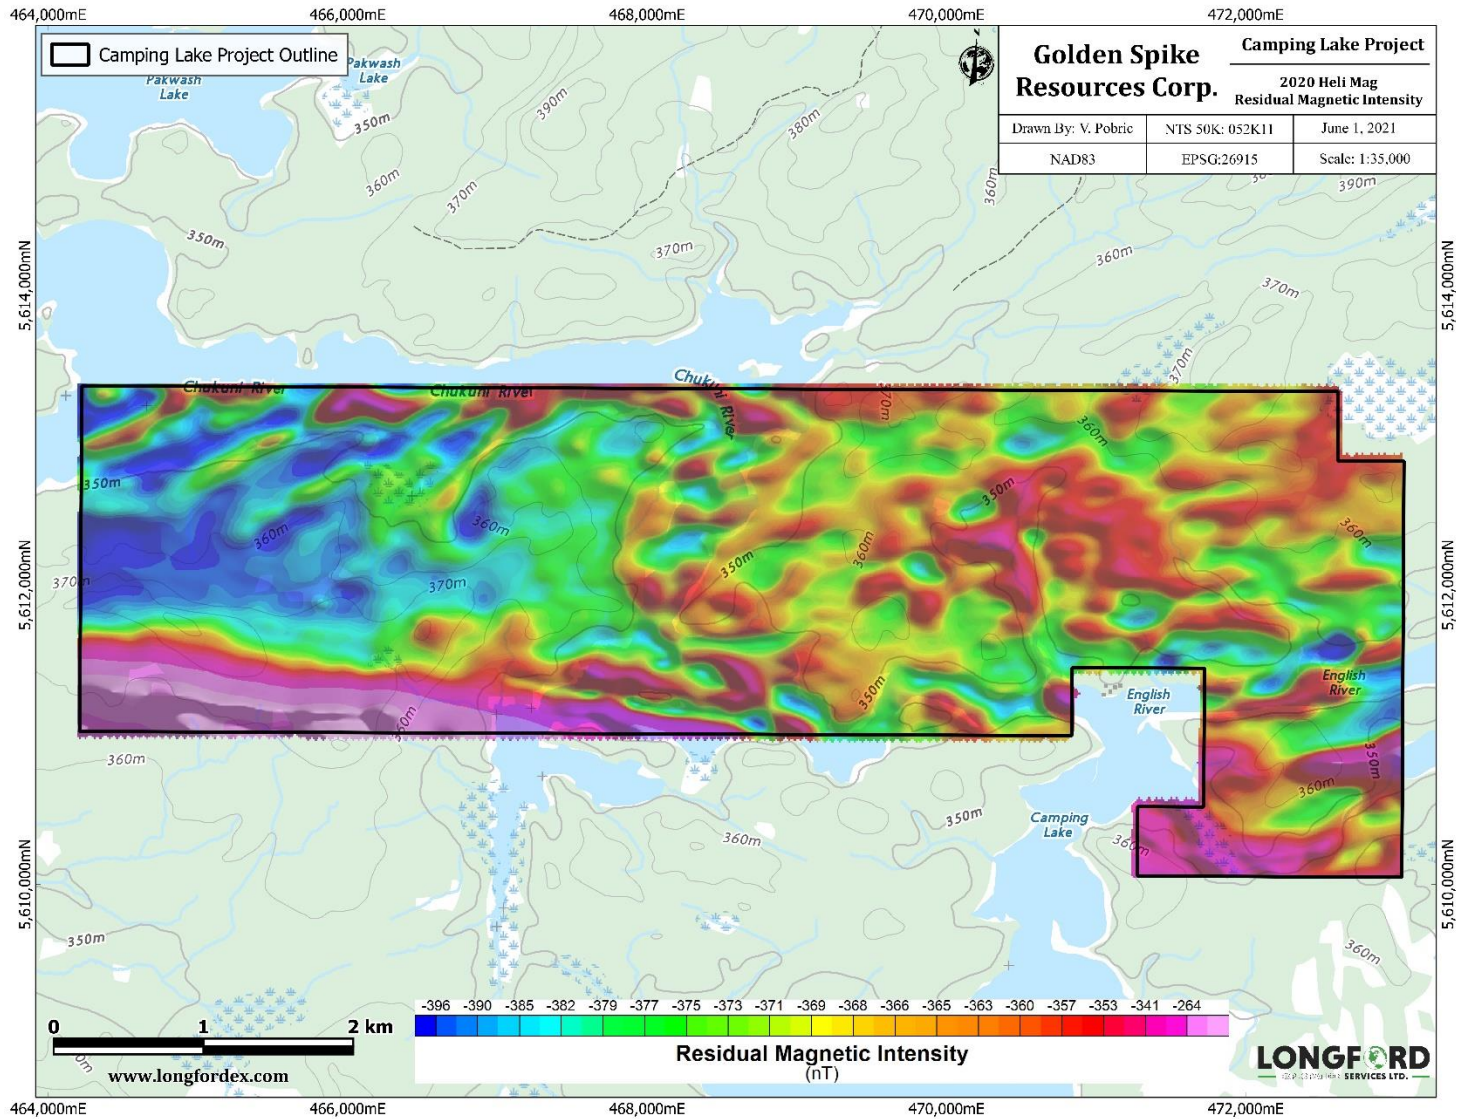 464,000mE 466,000mE 468,000mE 470,000mE 472,000mE
Camping Lake Project Outline
Pakwash
Lake
Pakwash
Lake
Golden Spike
Resources Corp.
Camping Lake Project
2020 Heli Mag
Residual Magnetic Intensity
Drawn By: V. Pobric NTS 50K: 052K11 June 1, 2021
NAD83 EPSG:26915 Scale: 1:35,000
350m
390m
380m
360m
370m
360m
390m
350m
370m
360m
370m
370m
5,614,000mN
5,614,000mN
Chukuni River
Chukuni River
Chukuni River
370m
360m
350m
350m
360m
360m
360m
370m
370m
350m
360m
5,612,000mN
5,612,000mN
350m
360m
English
River
English
River
350m
360m
360m
350m
360m
Camping
Lake
360m
5,610,000mN
5,610,000mN
350m
360m
-396 -390 -385 -382 -379 -377 -375 -373 -371 -369 -368 -366 -365 -363 -360 -357 -353 -341 -264
Residual Magnetic Intensity
(nT)
0 1 2 km
www.longfordex.com
LONGFORD
SERVICES LTD.
464,000mE 466,000mE 468,000mE 470,000mE 472,000mE